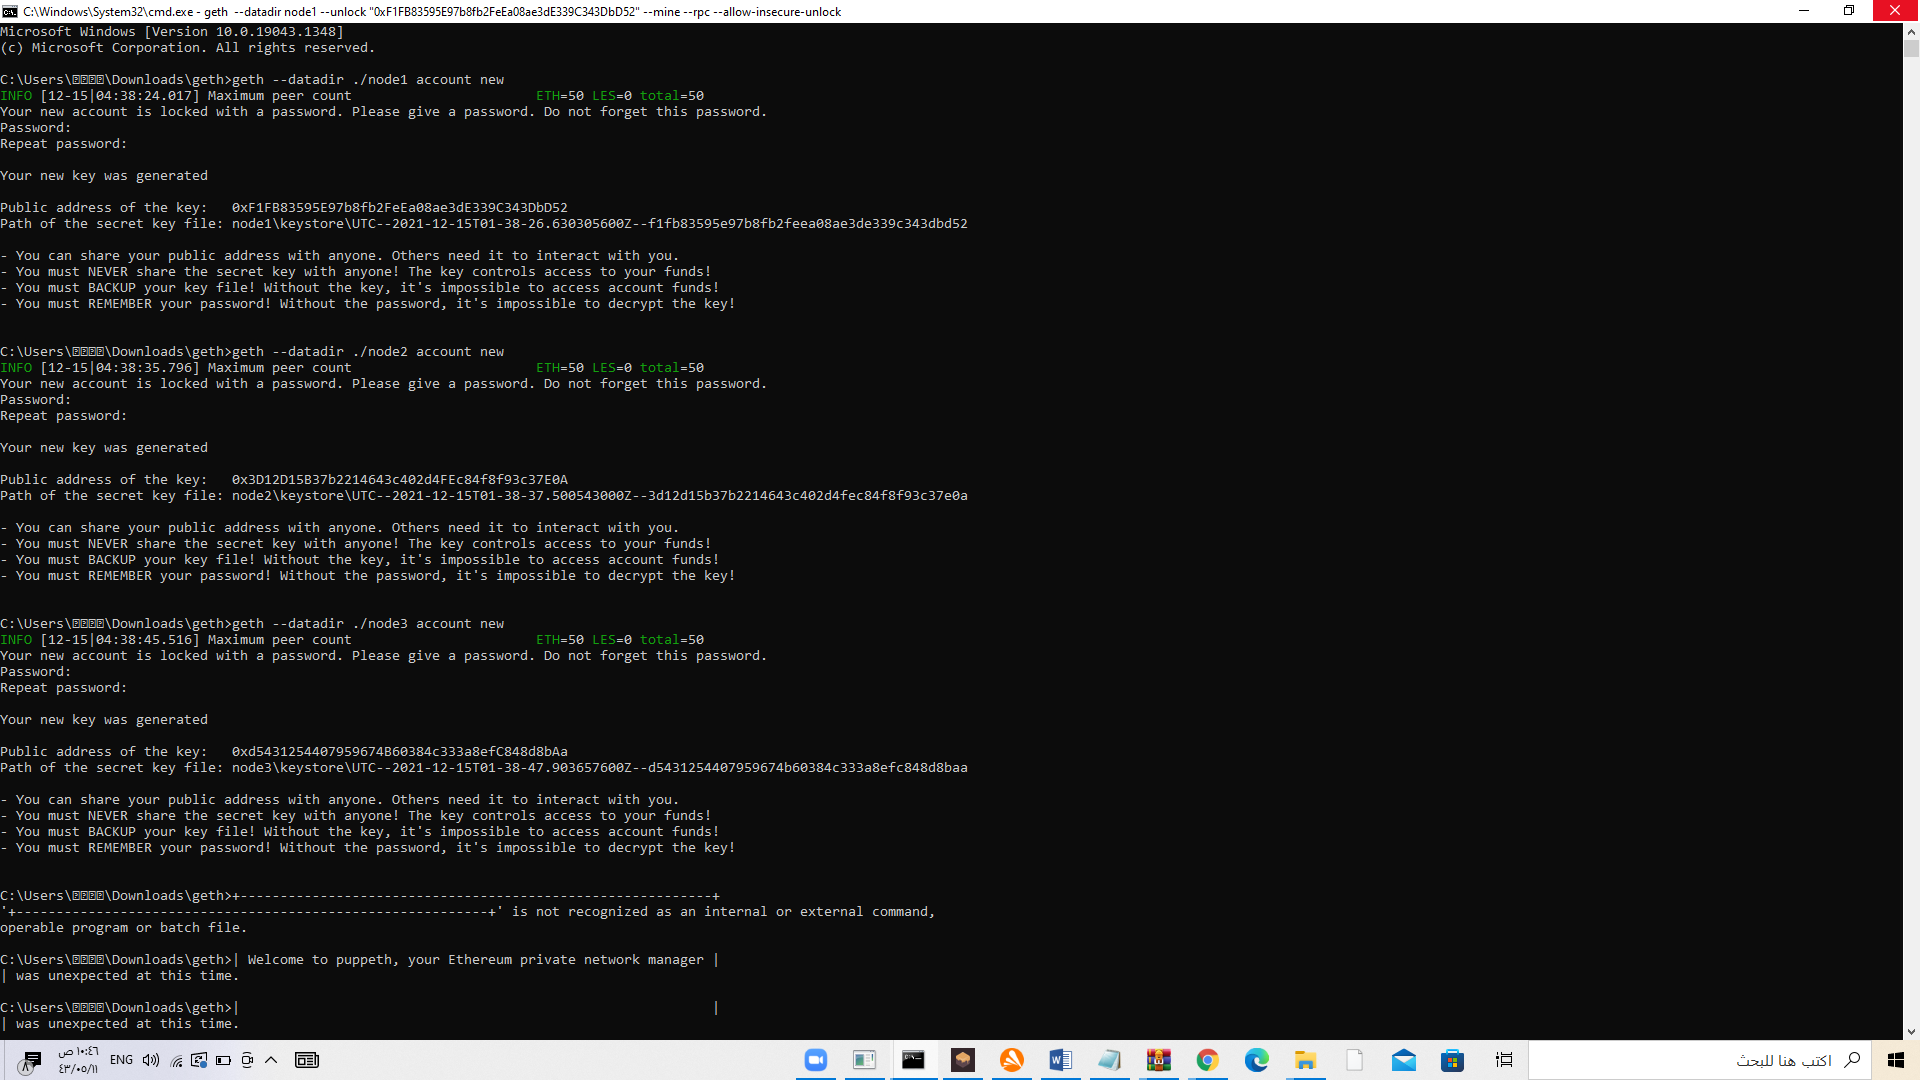 C:\Windows\System32\cmd.exe - geth  --datadir node1 --unlock "0xF1FB83595E97b8fb2FeEa08ae3dE339C343DbD52" --mine --rpc --allow-insecure-unlock
Microsoft Windows [Version 10.0.19043.1348]
(c) Microsoft Corporation. All rights reserved.
C:\Users\????\Downloads\geth>geth --datadir ./node1 account new
INFO [12-15|04:38:24.017] Maximum peer count                       ETH=50 LES=0 total=50
Your new account is locked with a password. Please give a password. Do not forget this password.
Password:
Repeat password:
Your new key was generated
Public address of the key:   0xF1FB83595E97b8fb2FeEa08ae3dE339C343DbD52
Path of the secret key file: node1\keystore\UTC--2021-12-15T01-38-26.630305600Z--f1fb83595e97b8fb2feea08ae3de339c343dbd52
- You can share your public address with anyone. Others need it to interact with you.
- You must NEVER share the secret key with anyone! The key controls access to your funds!
- You must BACKUP your key file! Without the key, it's impossible to access account funds!
- You must REMEMBER your password! Without the password, it's impossible to decrypt the key!
C:\Users\????\Downloads\geth>geth --datadir ./node2 account new
INFO [12-15|04:38:35.796] Maximum peer count                       ETH=50 LES=0 total=50
Your new account is locked with a password. Please give a password. Do not forget this password.
Password:
Repeat password:
Your new key was generated
Public address of the key:   0x3D12D15B37b2214643c402d4FEc84f8f93c37E0A
Path of the secret key file: node2\keystore\UTC--2021-12-15T01-38-37.500543000Z--3d12d15b37b2214643c402d4fec84f8f93c37e0a
- You can share your public address with anyone. Others need it to interact with you.
- You must NEVER share the secret key with anyone! The key controls access to your funds!
- You must BACKUP your key file! Without the key, it's impossible to access account funds!
- You must REMEMBER your password! Without the password, it's impossible to decrypt the key!
C:\Users\????\Downloads\geth>geth --datadir ./node3 account new
INFO [12-15|04:38:45.516] Maximum peer count                       ETH=50 LES=0 total=50
Your new account is locked with a password. Please give a password. Do not forget this password.
Password:
Repeat password:
Your new key was generated
Public address of the key:   0xd5431254407959674B60384c333a8efC848d8bAa
Path of the secret key file: node3\keystore\UTC--2021-12-15T01-38-47.903657600Z--d5431254407959674b60384c333a8efc848d8baa
- You can share your public address with anyone. Others need it to interact with you.
- You must NEVER share the secret key with anyone! The key controls access to your funds!
- You must BACKUP your key file! Without the key, it's impossible to access account funds!
- You must REMEMBER your password! Without the password, it's impossible to decrypt the key!
C:\Users\????\Downloads\geth>+-----------------------------------------------------------+
'+-----------------------------------------------------------+' is not recognized as an internal or external command,
operable program or batch file.
C:\Users\????\Downloads\geth>| Welcome to puppeth, your Ethereum private network manager |
| was unexpected at this time.
C:\Users\????\Downloads\geth>|                                                           |
| was unexpected at this time.
١٠:٤٦ ص
٤٣/٠٥/١١
ENG
اكتب هنا للبحث